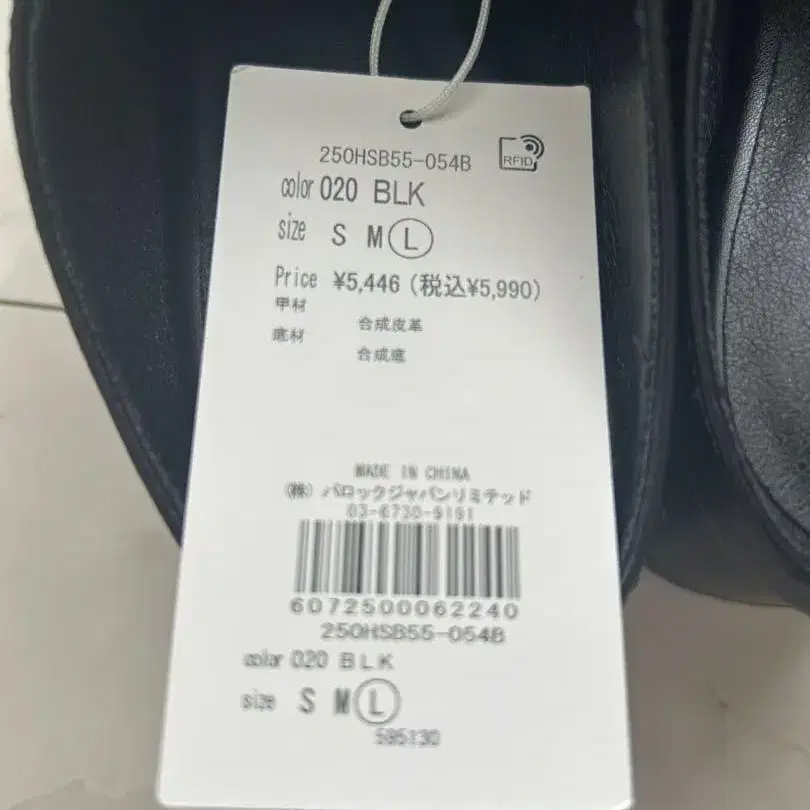 250HSB55-054B
RFID
color 020 BLK
size S M L
Price ¥5,446 (税込¥5,990)
甲材 合成皮革
底材 合成底
MADE IN CHINA
(株) バロックジャパンリミテッド
03-6730-9191
6072500062240
250HSB55-054B
color 020 BLK
size S M L
595130